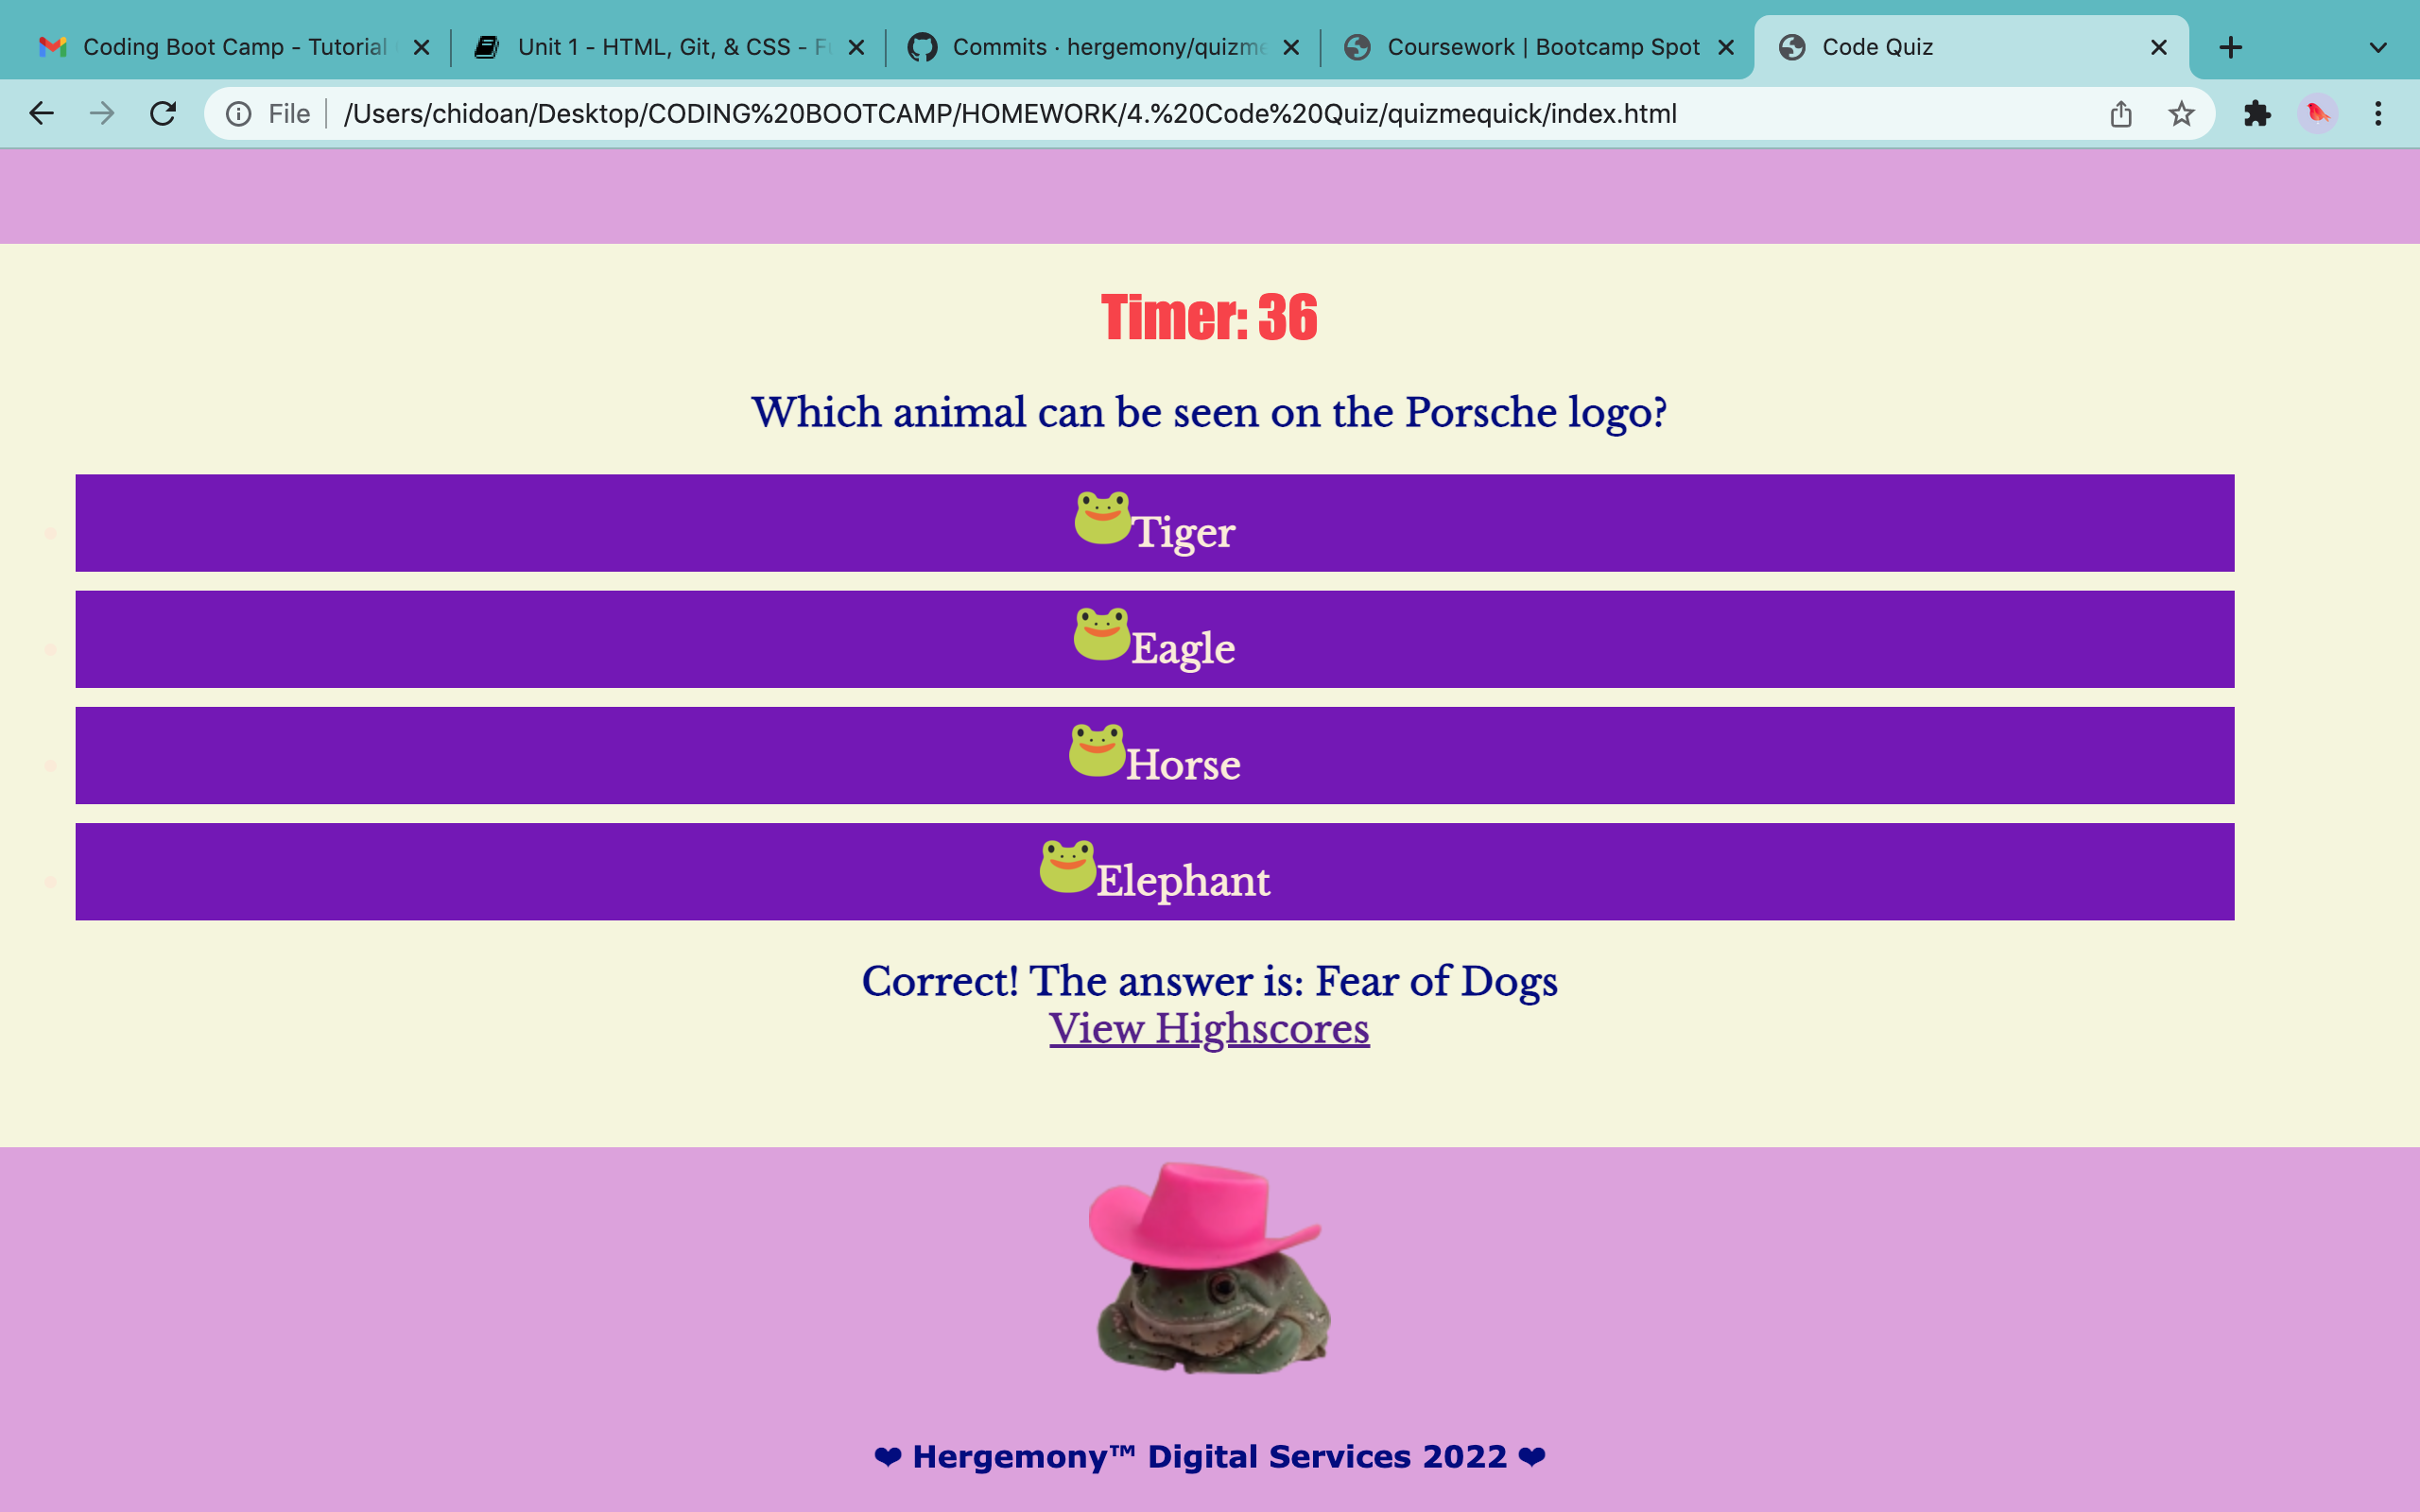 Coding Boot Camp - Tutorial
Unit 1 - HTML, Git, & CSS - F
Commits · hergemony/quizme
Coursework | Bootcamp Spot
Code Quiz
File
/Users/chidoan/Desktop/CODING%20BOOTCAMP/HOMEWORK/4.%20Code%20Quiz/quizmequick/index.html
Timer: 36
Which animal can be seen on the Porsche logo?
🐸Tiger
🐸Eagle
🐸Horse
🐸Elephant
Correct! The answer is: Fear of Dogs
View Highscores
❤ Hergemony™ Digital Services 2022 ❤